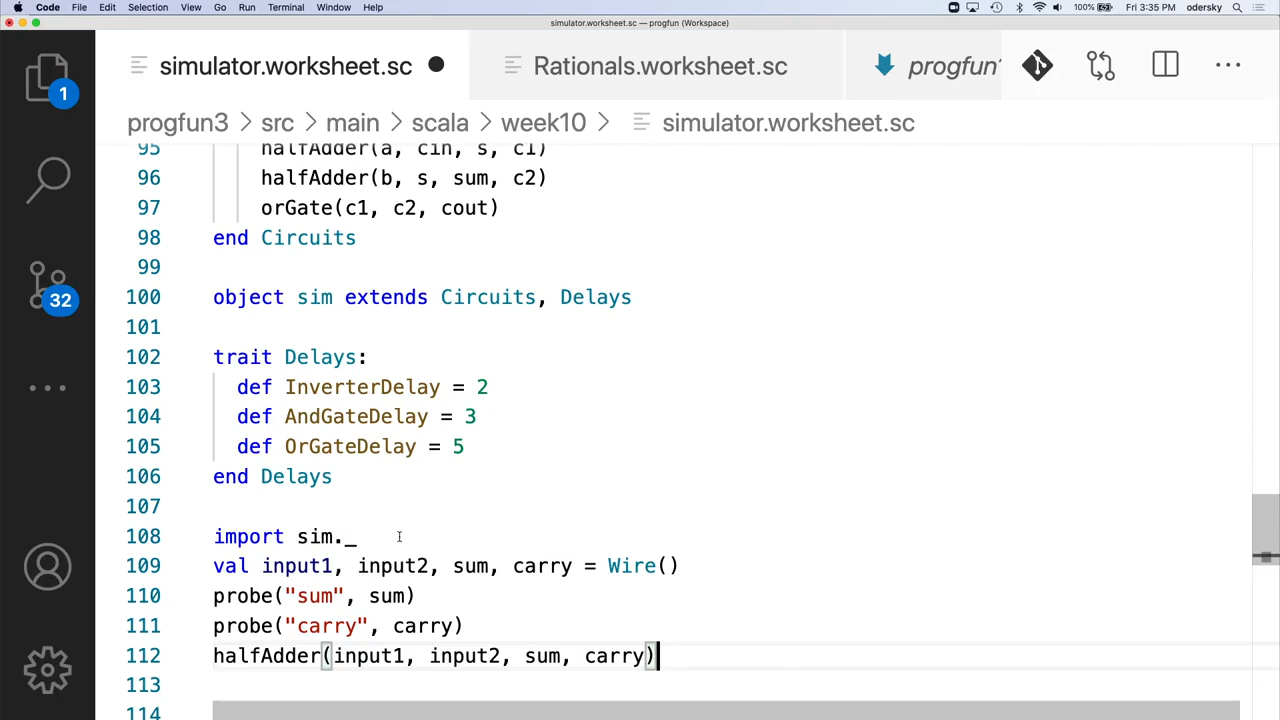 Code File Edit Selection View Go Run Terminal Window Help 100% Fri 3:35 PM odersky
simulator.worksheet.sc — progfun (Workspace)
simulator.worksheet.sc Rationals.worksheet.sc progfun
1
progfun3 > src > main > scala > week10 > simulator.worksheet.sc
95 halfAdder(a, cin, s, c1)
96 halfAdder(b, s, sum, c2)
97 orGate(c1, c2, cout)
98 end Circuits
99
32
100 object sim extends Circuits, Delays
101
102 trait Delays:
103 def InverterDelay = 2
104 def AndGateDelay = 3
105 def OrGateDelay = 5
106 end Delays
107
108 import sim._
109 val input1, input2, sum, carry = Wire()
110 probe("sum", sum)
111 probe("carry", carry)
112 halfAdder(input1, input2, sum, carry)
113
114